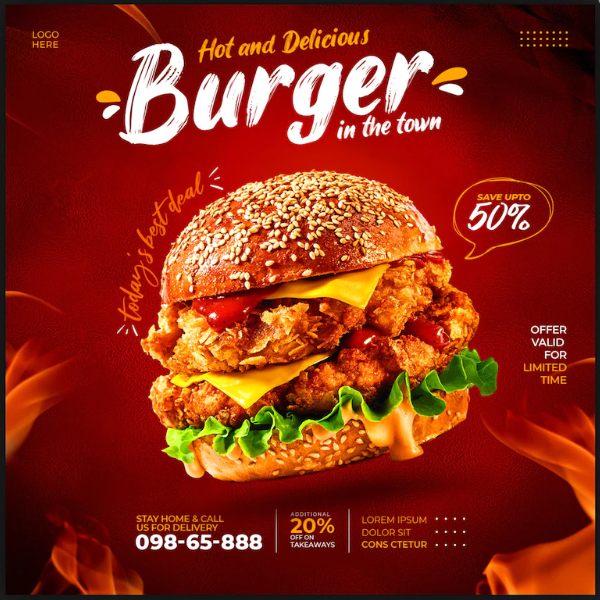 LOGO
HERE
Hot and Delicious
Burger
in the town
today's best deal
SAVE UPTO
50%
OFFER
VALID
FOR
LIMITED
TIME
STAY HOME & CALL
US FOR DELIVERY
098-65-888
ADDITIONAL
20%
OFF ON
TAKEAWAYS
LOREM IPSUM
DOLOR SIT
CONS CTETUR